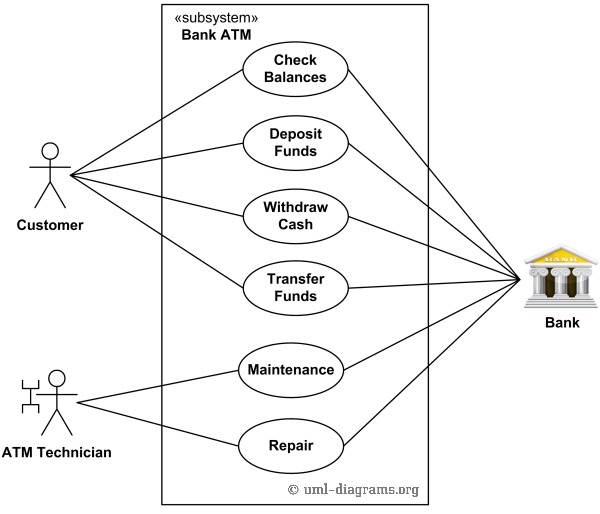 «subsystem»
Bank ATM
Check
Balances
Deposit
Funds
Customer
Withdraw
Cash
Transfer
Funds
BANK
Bank
Maintenance
ATM Technician
Repair
© uml-diagrams.org